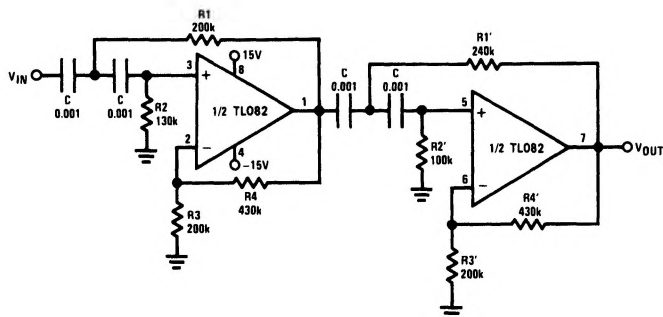 R1
200k
15V
8
V_IN
C
0.001
C
0.001
R2
130k
3
+
1/2 TL082
1
2
−
4
−15V
R4
430k
R3
200k
C
0.001
C
0.001
R1'
240k
5
+
R2'
100k
1/2 TL082
7
V_OUT
6
−
R4'
430k
R3'
200k